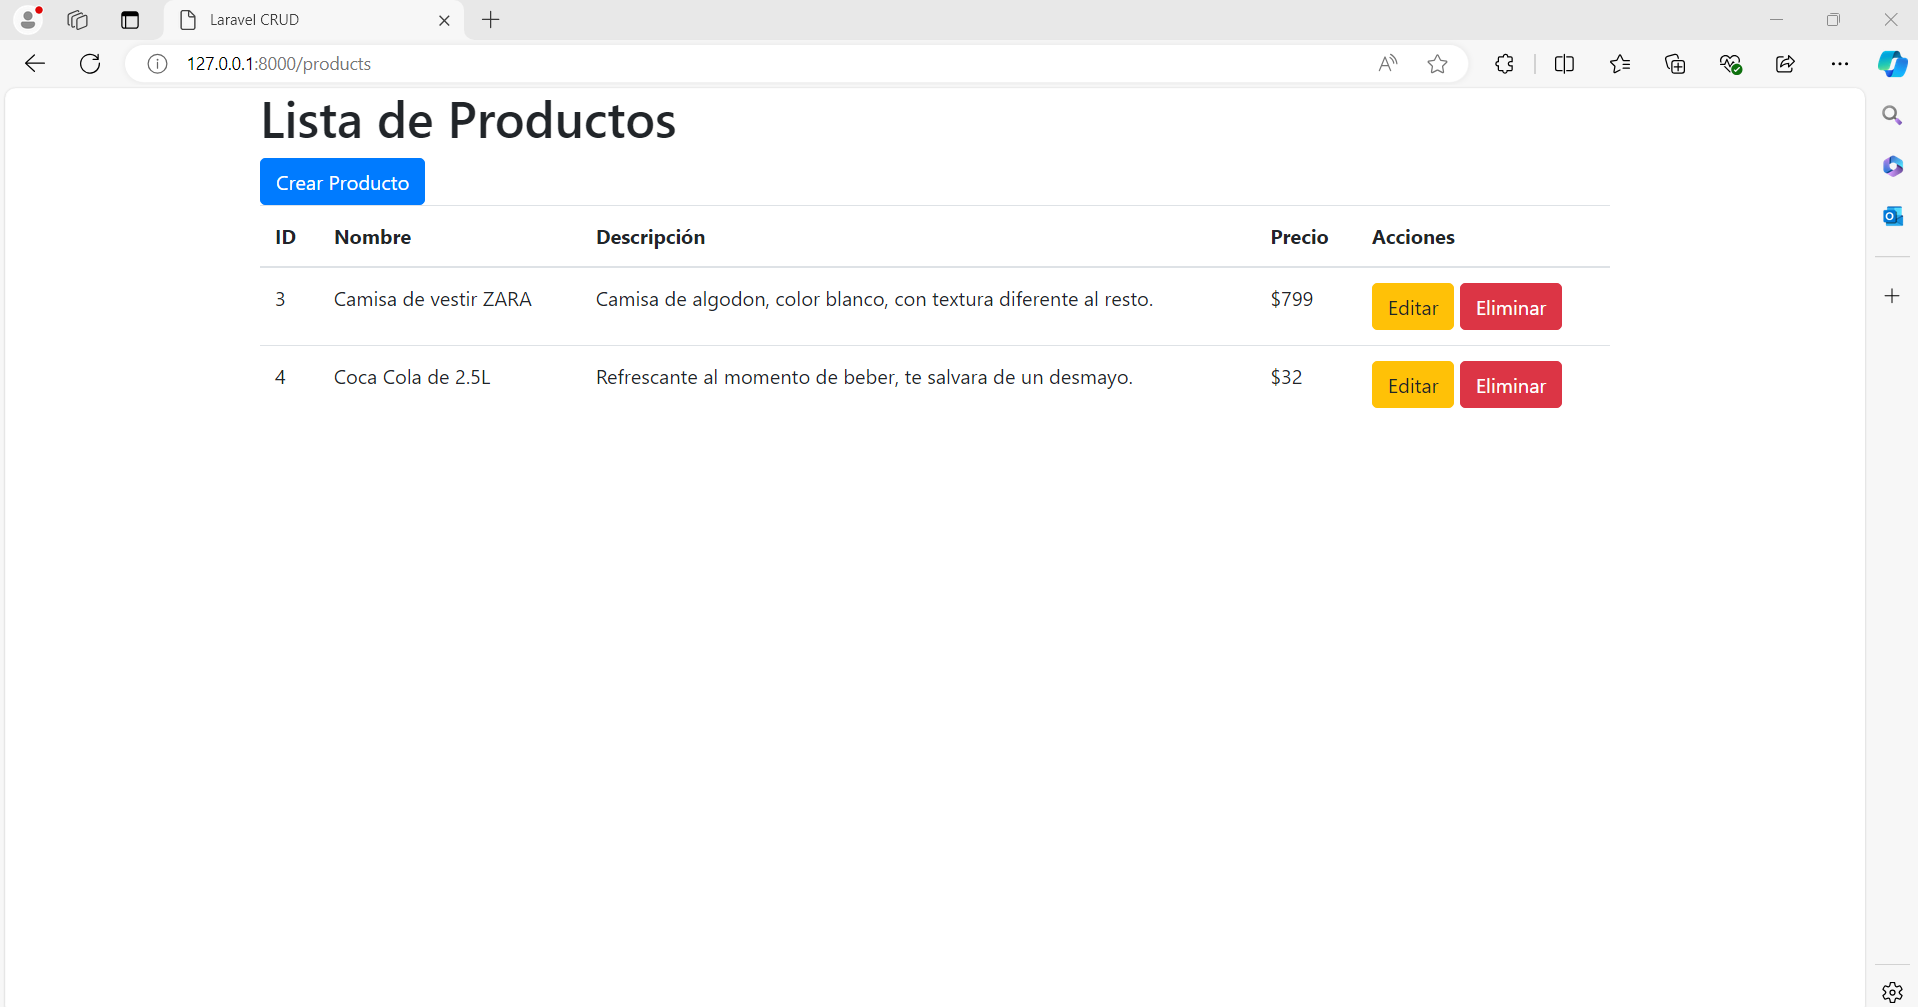 Laravel CRUD
127.0.0.1:8000/products
Lista de Productos
Crear Producto
ID Nombre Descripción Precio Acciones
3 Camisa de vestir ZARA Camisa de algodon, color blanco, con textura diferente al resto. $799 Editar Eliminar
4 Coca Cola de 2.5L Refrescante al momento de beber, te salvara de un desmayo. $32 Editar Eliminar